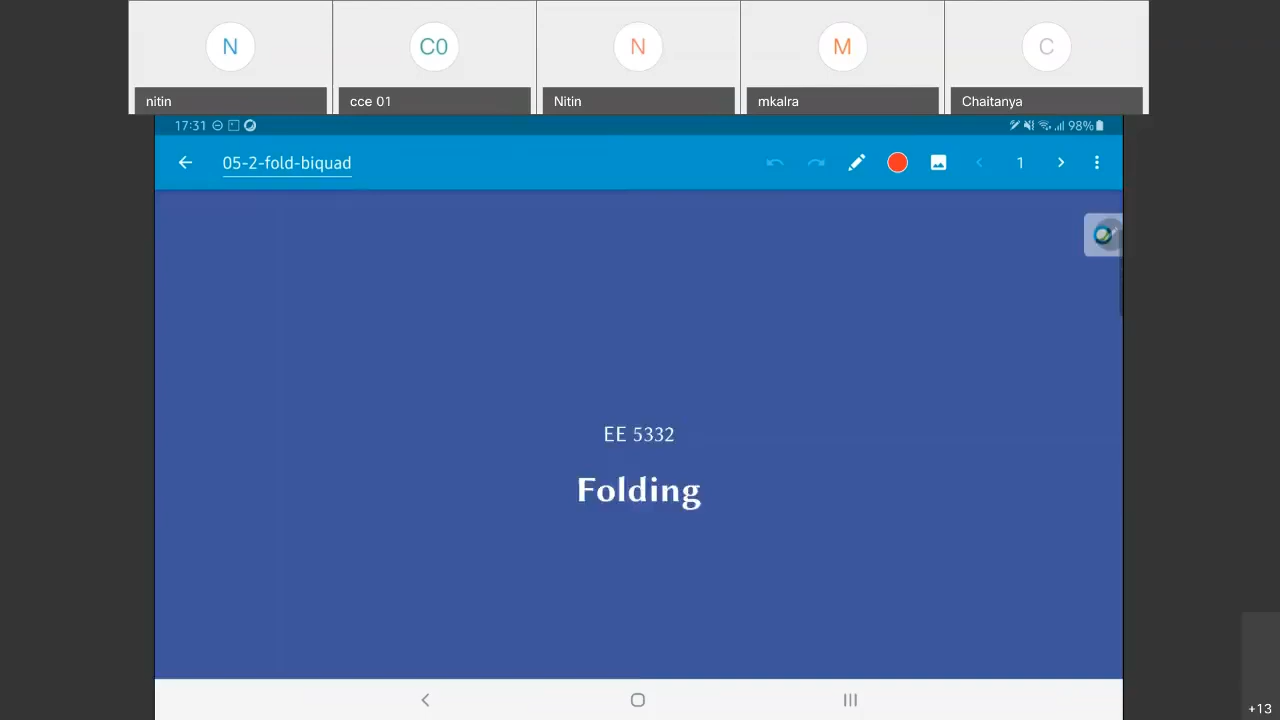 N
C0
N
M
C
nitin
cce 01
Nitin
mkalra
Chaitanya
17:31
98%
05-2-fold-biquad
1
EE 5332
Folding
+13